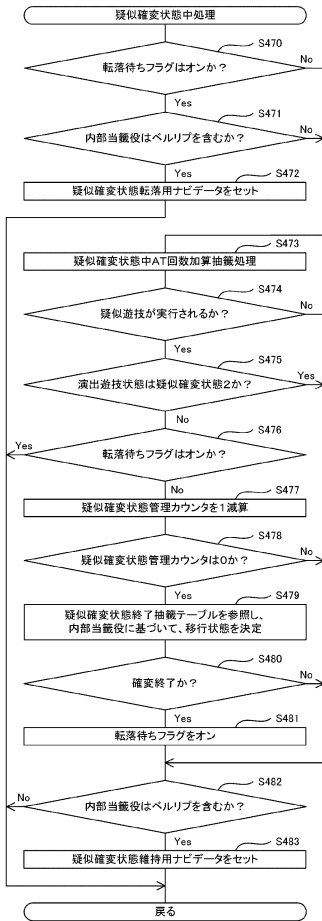 疑似確変状態中処理
S470
転落待ちフラグはオンか？
No
Yes
S471
内部当籤役はベルリプを含むか？
No
Yes
S472
疑似確変状態転落用ナビデータをセット
S473
疑似確変状態中AT回数加算抽籤処理
S474
疑似遊技が実行されるか？
No
Yes
S475
演出遊技状態は疑似確変状態2か？
Yes
No
S476
転落待ちフラグはオンか？
Yes
No
S477
疑似確変状態管理カウンタを1減算
S478
疑似確変状態管理カウンタは0か？
No
Yes
S479
疑似確変状態終了抽籤テーブルを参照し、
内部当籤役に基づいて、移行状態を決定
S480
確変終了か？
No
Yes
S481
転落待ちフラグをオン
S482
内部当籤役はベルリプを含むか？
No
Yes
S483
疑似確変状態維持用ナビデータをセット
戻る